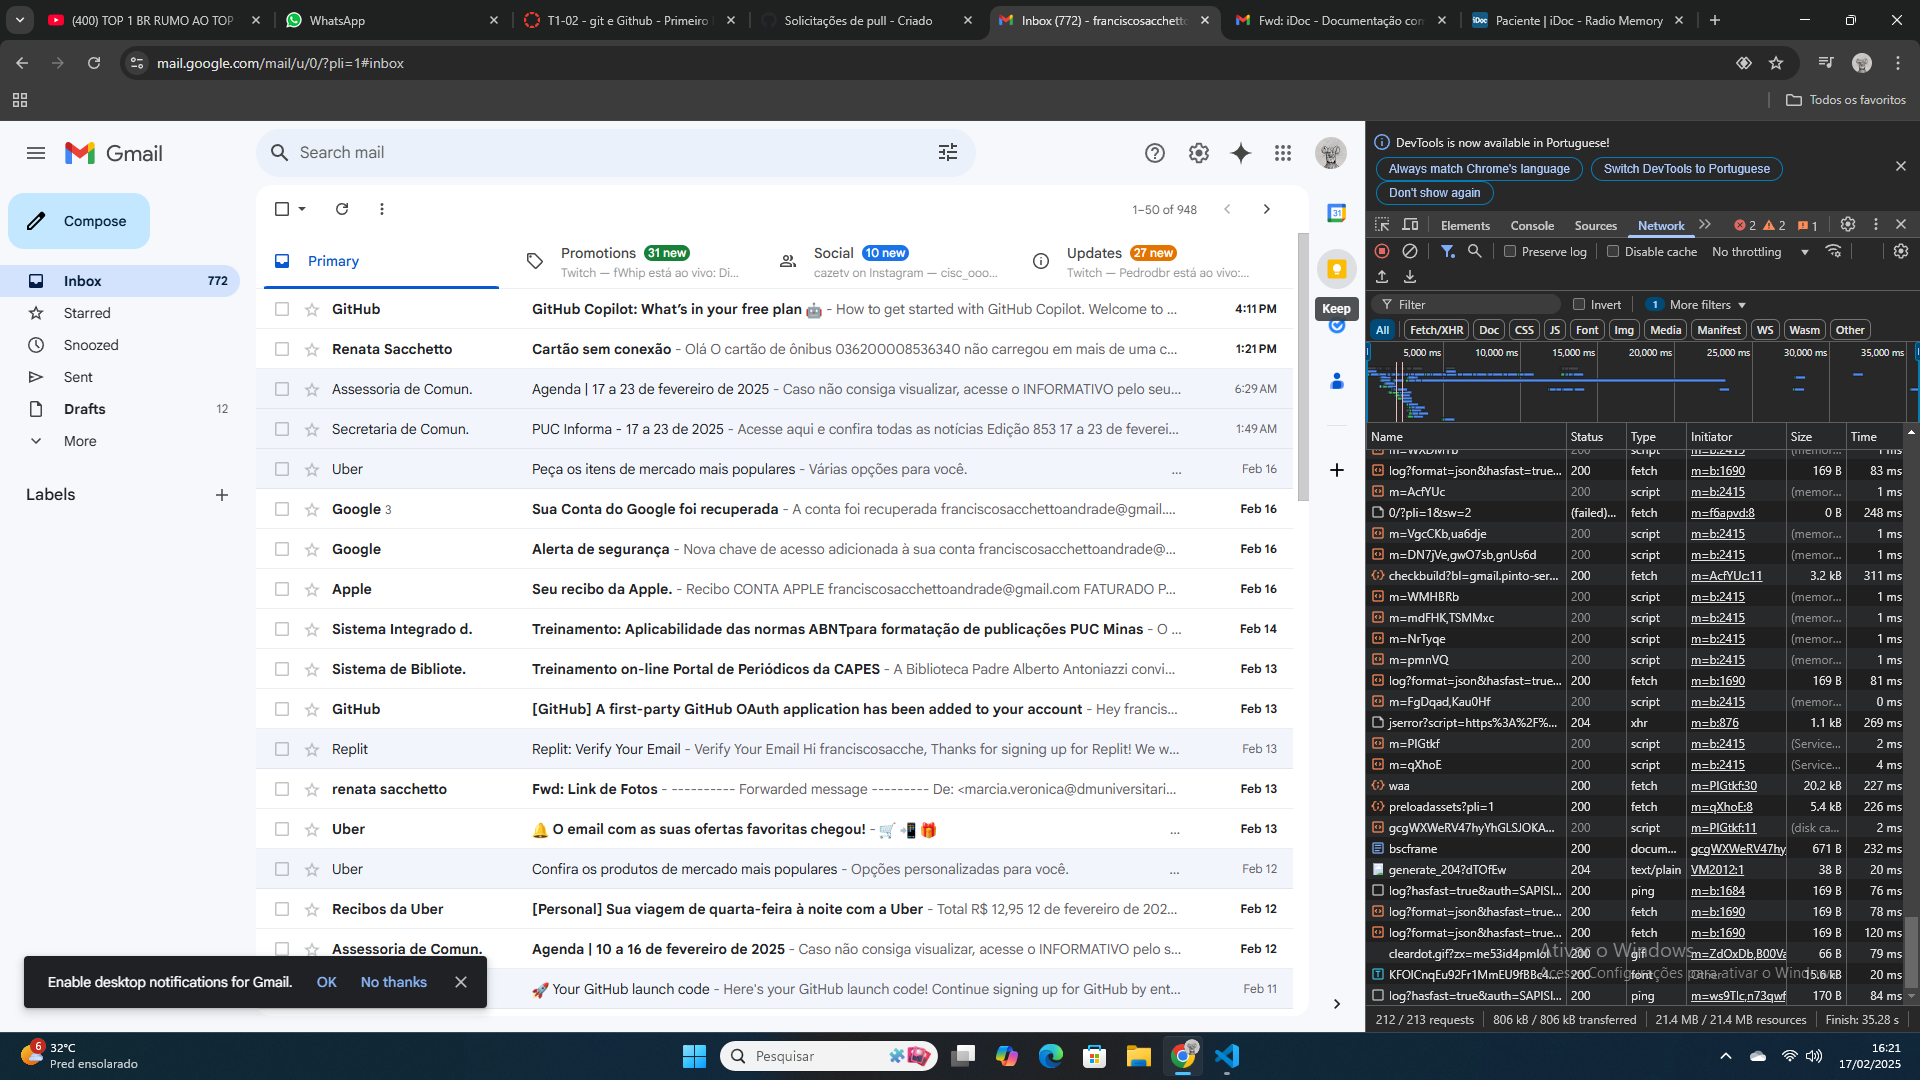 (400) TOP 1 BR RUMO AO TOP
WhatsApp
T1-02 - git e Github - Primeiro
Solicitações de pull - Criado
Inbox (772) - franciscosacchetto
Fwd: iDoc - Documentação con
iDoc
Paciente | iDoc - Radio Memory
mail.google.com/mail/u/0/?pli=1#inbox
Todos os favoritos
Gmail
Search mail
Compose
Inbox 772
Starred
Snoozed
Sent
Drafts 12
More
Labels
1–50 of 948
Primary
Promotions 31 new
Twitch — fWhip está ao vivo: Di...
Social 10 new
cazetv on Instagram — cisc_ooo...
Updates 27 new
Twitch — Pedrodbr está ao vivo:...
GitHub GitHub Copilot: What's in your free plan 🤖 - How to get started with GitHub Copilot. Welcome to ... 4:11 PM
Renata Sacchetto Cartão sem conexão - Olá O cartão de ônibus 036200008536340 não carregou em mais de uma c... 1:21 PM
Assessoria de Comun. Agenda | 17 a 23 de fevereiro de 2025 - Caso não consiga visualizar, acesse o INFORMATIVO pelo seu... 6:29 AM
Secretaria de Comun. PUC Informa - 17 a 23 de 2025 - Acesse aqui e confira todas as notícias Edição 853 17 a 23 de feverei... 1:49 AM
Uber Peça os itens de mercado mais populares - Várias opções para você. ... Feb 16
Google 3 Sua Conta do Google foi recuperada - A conta foi recuperada franciscosacchettoandrade@gmail.... Feb 16
Google Alerta de segurança - Nova chave de acesso adicionada à sua conta franciscosacchettoandrade@... Feb 16
Apple Seu recibo da Apple. - Recibo CONTA APPLE franciscosacchettoandrade@gmail.com FATURADO P... Feb 16
Sistema Integrado d. Treinamento: Aplicabilidade das normas ABNTpara formatação de publicações PUC Minas - O ... Feb 14
Sistema de Bibliote. Treinamento on-line Portal de Periódicos da CAPES - A Biblioteca Padre Alberto Antoniazzi convi... Feb 13
GitHub [GitHub] A first-party GitHub OAuth application has been added to your account - Hey francis... Feb 13
Replit Replit: Verify Your Email - Verify Your Email Hi franciscosacche, Thanks for signing up for Replit! We w... Feb 13
renata sacchetto Fwd: Link de Fotos - ---------- Forwarded message --------- De: <marcia.veronica@dmuniversitari... Feb 13
Uber 🔔 O email com as suas ofertas favoritas chegou! - 🛒 📲 🎁 ... Feb 13
Uber Confira os produtos de mercado mais populares - Opções personalizadas para você. ... Feb 12
Recibos da Uber [Personal] Sua viagem de quarta-feira à noite com a Uber - Total R$ 12,95 12 de fevereiro de 202... Feb 12
Assessoria de Comun. Agenda | 10 a 16 de fevereiro de 2025 - Caso não consiga visualizar, acesse o INFORMATIVO pelo s... Feb 12
🚀 Your GitHub launch code - Here's your GitHub launch code! Continue signing up for GitHub by ent... Feb 11
Enable desktop notifications for Gmail. OK No thanks
31
Keep
DevTools is now available in Portuguese!
Always match Chrome's language
Switch DevTools to Portuguese
Don't show again
Elements Console Sources Network 2 2 1
Preserve log Disable cache No throttling
Filter Invert 1 More filters
All Fetch/XHR Doc CSS JS Font Img Media Manifest WS Wasm Other
5,000 ms 10,000 ms 15,000 ms 20,000 ms 25,000 ms 30,000 ms 35,000 ms
Name Status Type Initiator Size Time
m=WXDMTb script m=b:2415 (memor... 1 ms
log?format=json&hasfast=true... 200 fetch m=b:1690 169 B 83 ms
m=AcfYUc 200 script m=b:2415 (memor... 1 ms
0/?pli=1&sw=2 (failed)... fetch m=f6apvd:8 0 B 248 ms
m=VgcCKb,ua6dje 200 script m=b:2415 (memor... 1 ms
m=DN7jVe,gwO7sb,gnUs6d 200 script m=b:2415 (memor... 1 ms
checkbuild?bl=gmail.pinto-ser... 200 fetch m=AcfYUc:11 3.2 kB 311 ms
m=WMHBRb 200 script m=b:2415 (memor... 1 ms
m=mdFHK,TSMMxc 200 script m=b:2415 (memor... 1 ms
m=NrTyqe 200 script m=b:2415 (memor... 1 ms
m=pmnVQ 200 script m=b:2415 (memor... 1 ms
log?format=json&hasfast=true... 200 fetch m=b:1690 169 B 81 ms
m=FgDqad,Kau0Hf 200 script m=b:2415 (memor... 0 ms
jserror?script=https%3A%2F%... 204 xhr m=b:876 1.1 kB 269 ms
m=PIGtkf 200 script m=b:2415 (Service... 2 ms
m=qXhoE 200 script m=b:2415 (Service... 4 ms
waa 200 fetch m=PIGtkf:30 20.2 kB 227 ms
preloadassets?pli=1 200 fetch m=qXhoE:8 5.4 kB 226 ms
gcgWXWeRV47hyYhGLSJOKA... 200 script m=PIGtkf:11 (disk ca... 2 ms
bscframe 200 docum... gcgWXWeRV47hy 671 B 232 ms
generate_204?dTOfEw 204 text/plain VM2012:1 38 B 20 ms
log?hasfast=true&auth=SAPISI... 200 ping m=b:1684 169 B 76 ms
log?format=json&hasfast=true... 200 fetch m=b:1690 169 B 78 ms
log?format=json&hasfast=true... 200 fetch m=b:1690 169 B 120 ms
cleardot.gif?zx=me53id4pmloi 200 gif m=ZdOxDb,B00Va 66 B 79 ms
KFOlCnqEu92Fr1MmEU9fBBc4... 200 font Other 15.6 kB 20 ms
log?hasfast=true&auth=SAPISI... 200 ping m=ws9Tlc,n73qwf 170 B 84 ms
Ativar o Windows
Acesse Configurações para ativar o Windows.
212 / 213 requests 806 kB / 806 kB transferred 21.4 MB / 21.4 MB resources Finish: 35.28 s
6
32°C
Pred ensolarado
Pesquisar
16:21
17/02/2025